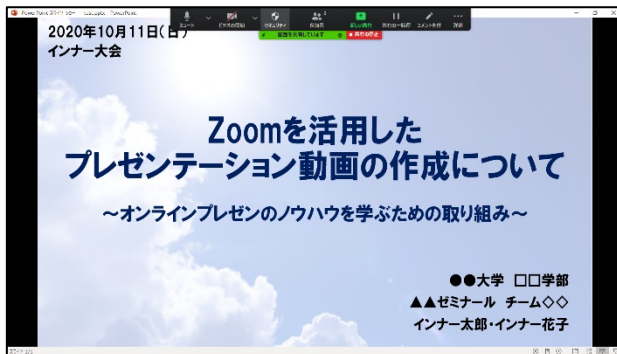 2020年10月11日(日)
インナー大会
Zoomを活用した
プレゼンテーション動画の作成について
~オンラインプレゼンのノウハウを学ぶための取り組み~
●●大学 □□学部
▲▲ゼミナール チーム◇◇
インナー太郎・インナー花子